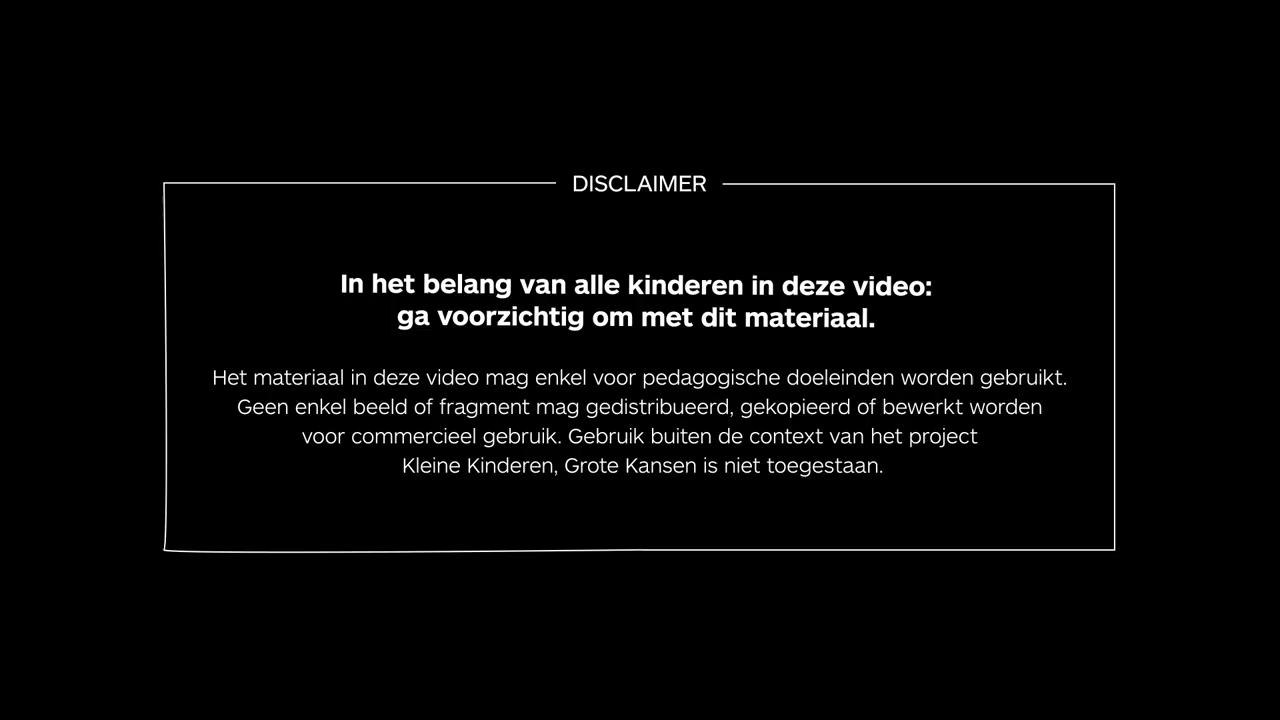 DISCLAIMER
In het belang van alle kinderen in deze video:
ga voorzichtig om met dit materiaal.
Het materiaal in deze video mag enkel voor pedagogische doeleinden worden gebruikt.
Geen enkel beeld of fragment mag gedistribueerd, gekopieerd of bewerkt worden
voor commercieel gebruik. Gebruik buiten de context van het project
Kleine Kinderen, Grote Kansen is niet toegestaan.